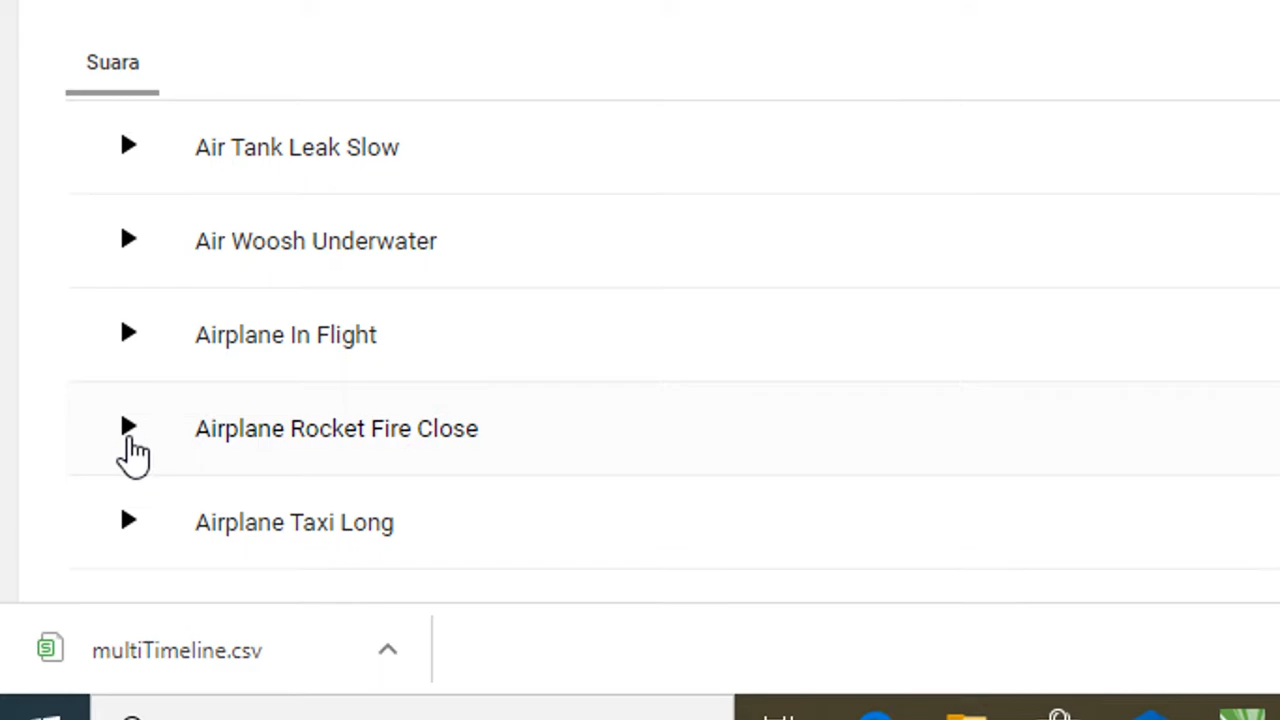 Suara
Air Tank Leak Slow
Air Woosh Underwater
Airplane In Flight
Airplane Rocket Fire Close
Airplane Taxi Long
multiTimeline.csv